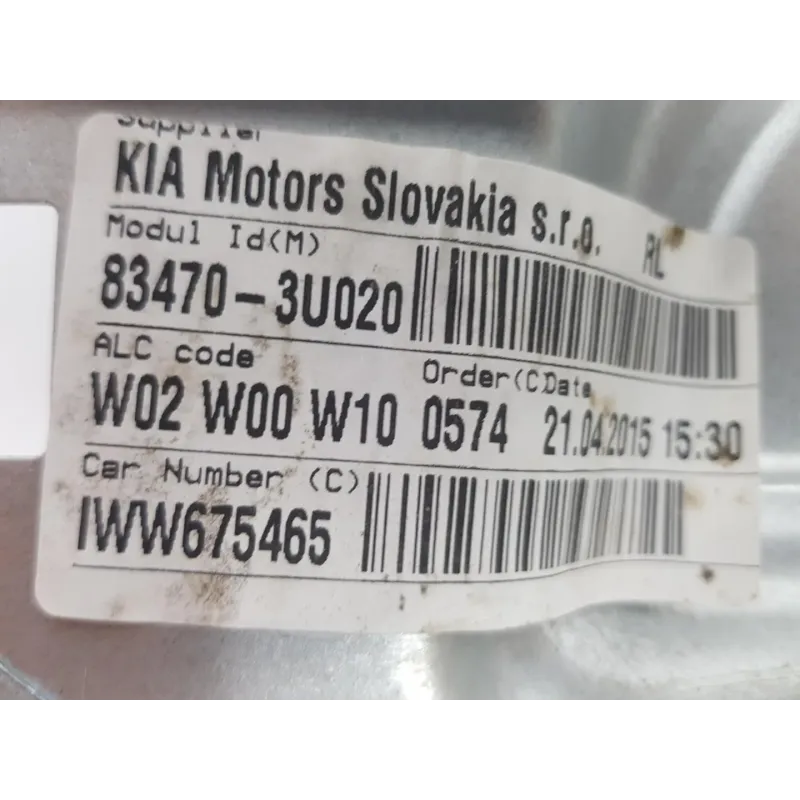 Supplier
KIA Motors Slovakia s.r.o. RL
Modul Id(M)
83470-3U020
ALC code Order(C.Date
W02 W00 W10 0574 21.04.2015 15:30
Car Number (C)
IWW675465